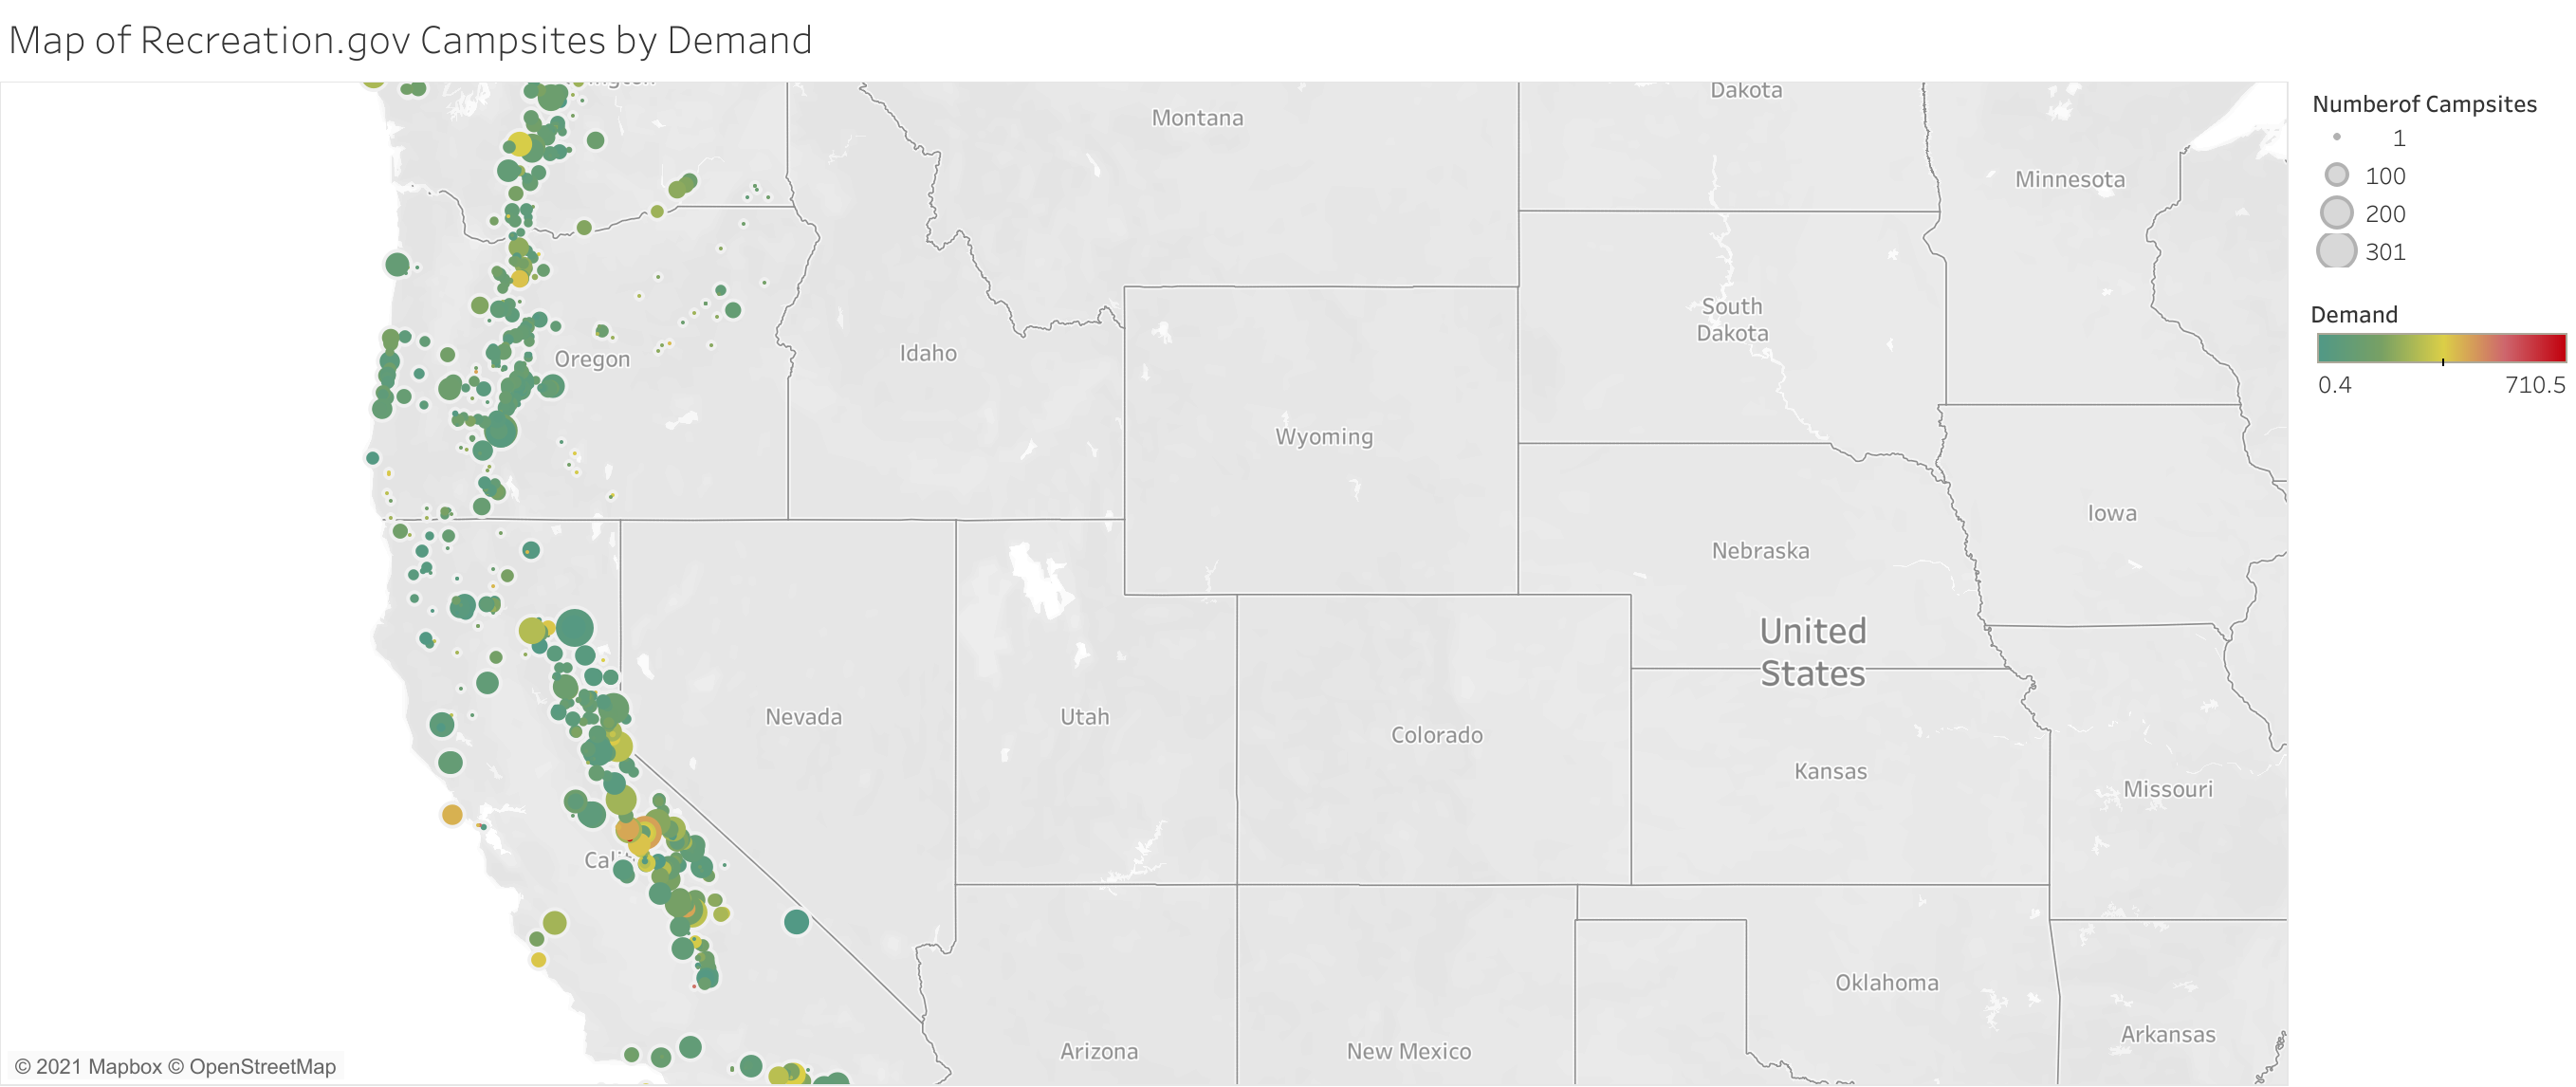 Map of Recreation.gov Campsites by Demand
Numberof Campsites
1
100
200
301
Demand
0.4
710.5
Dakota
Montana
Minnesota
South
Dakota
Oregon
Idaho
Wyoming
Iowa
Nebraska
United
States
Nevada
Utah
Colorado
Kansas
Missouri
Oklahoma
Arkansas
Arizona
New Mexico
© 2021 Mapbox © OpenStreetMap